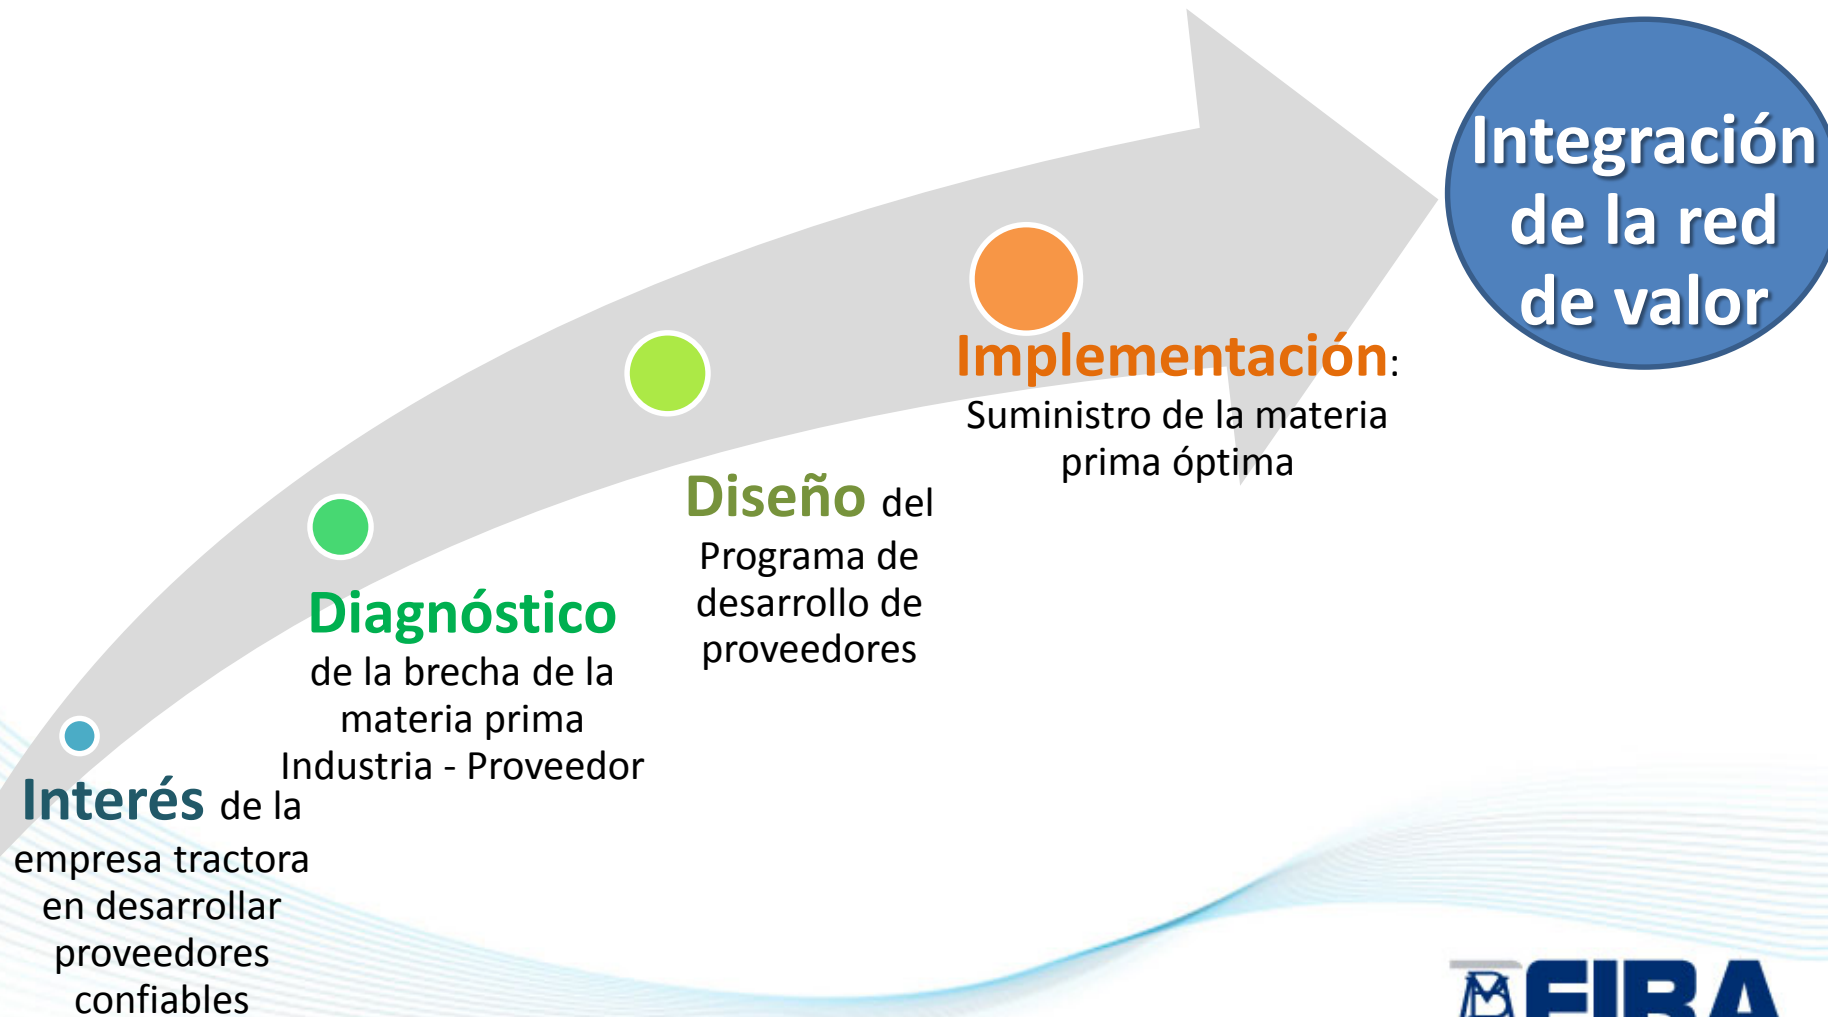 Interés de la
empresa tractora
en desarrollar
proveedores
confiables
Diagnóstico
de la brecha de la
materia prima
Industria - Proveedor
Diseño del
Programa de
desarrollo de
proveedores
Implementación:
Suministro de la materia
prima óptima
Integración
de la red
de valor
FIRA